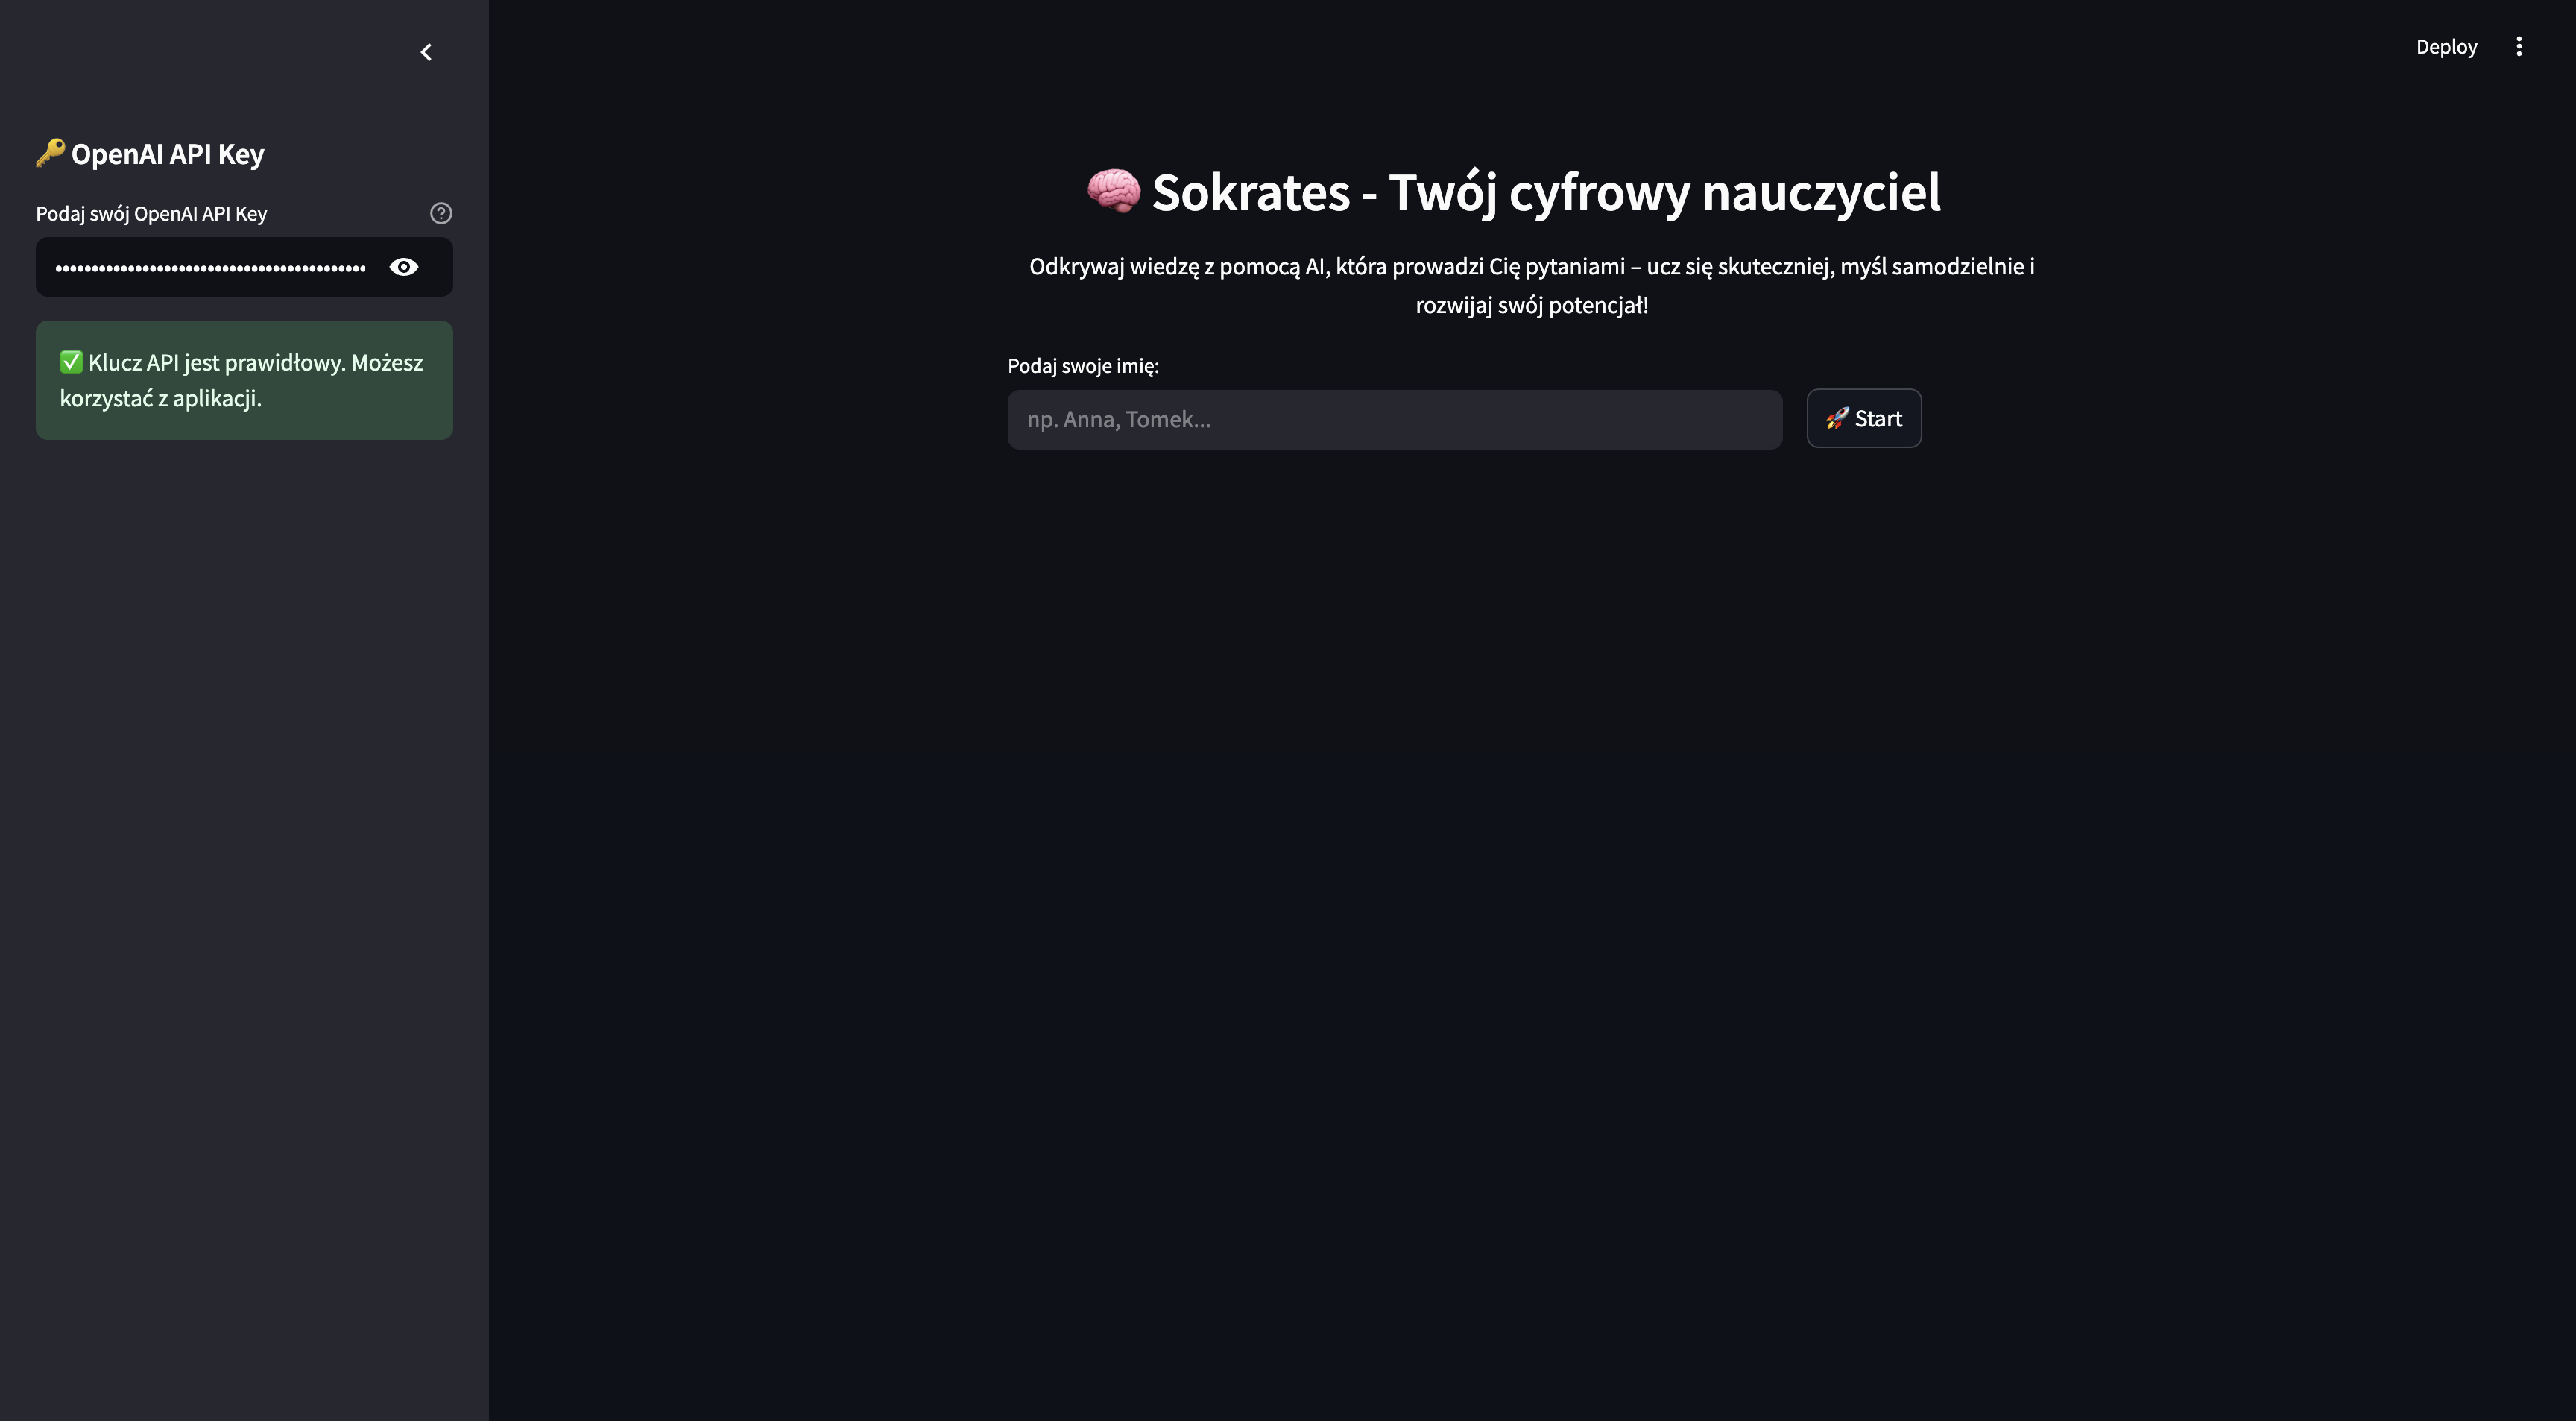 Deploy
🔑 OpenAI API Key
Podaj swój OpenAI API Key
✅ Klucz API jest prawidłowy. Możesz
korzystać z aplikacji.
🧠 Sokrates - Twój cyfrowy nauczyciel
Odkrywaj wiedzę z pomocą AI, która prowadzi Cię pytaniami – ucz się skuteczniej, myśl samodzielnie i
rozwijaj swój potencjał!
Podaj swoje imię:
np. Anna, Tomek...
🚀 Start